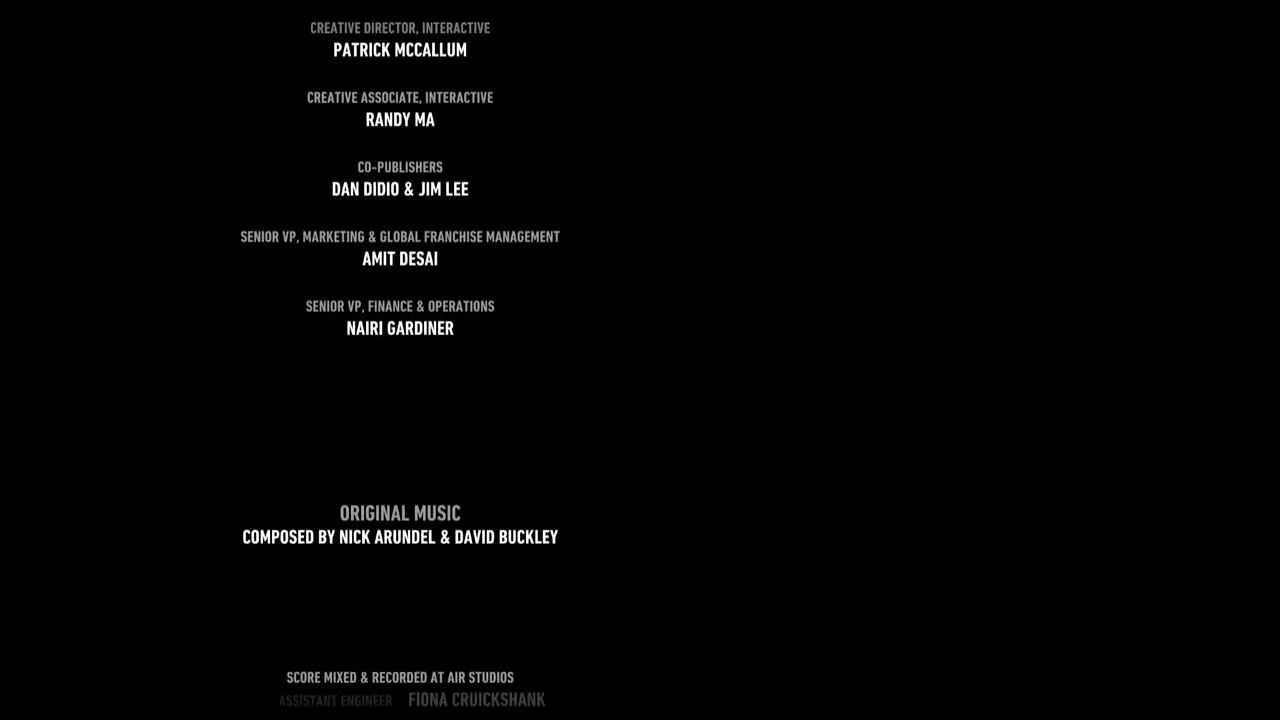 CREATIVE DIRECTOR, INTERACTIVE
PATRICK MCCALLUM
CREATIVE ASSOCIATE, INTERACTIVE
RANDY MA
CO-PUBLISHERS
DAN DIDIO & JIM LEE
SENIOR VP, MARKETING & GLOBAL FRANCHISE MANAGEMENT
AMIT DESAI
SENIOR VP, FINANCE & OPERATIONS
NAIRI GARDINER
ORIGINAL MUSIC
COMPOSED BY NICK ARUNDEL & DAVID BUCKLEY
SCORE MIXED & RECORDED AT AIR STUDIOS
ASSISTANT ENGINEER FIONA CRUICKSHANK